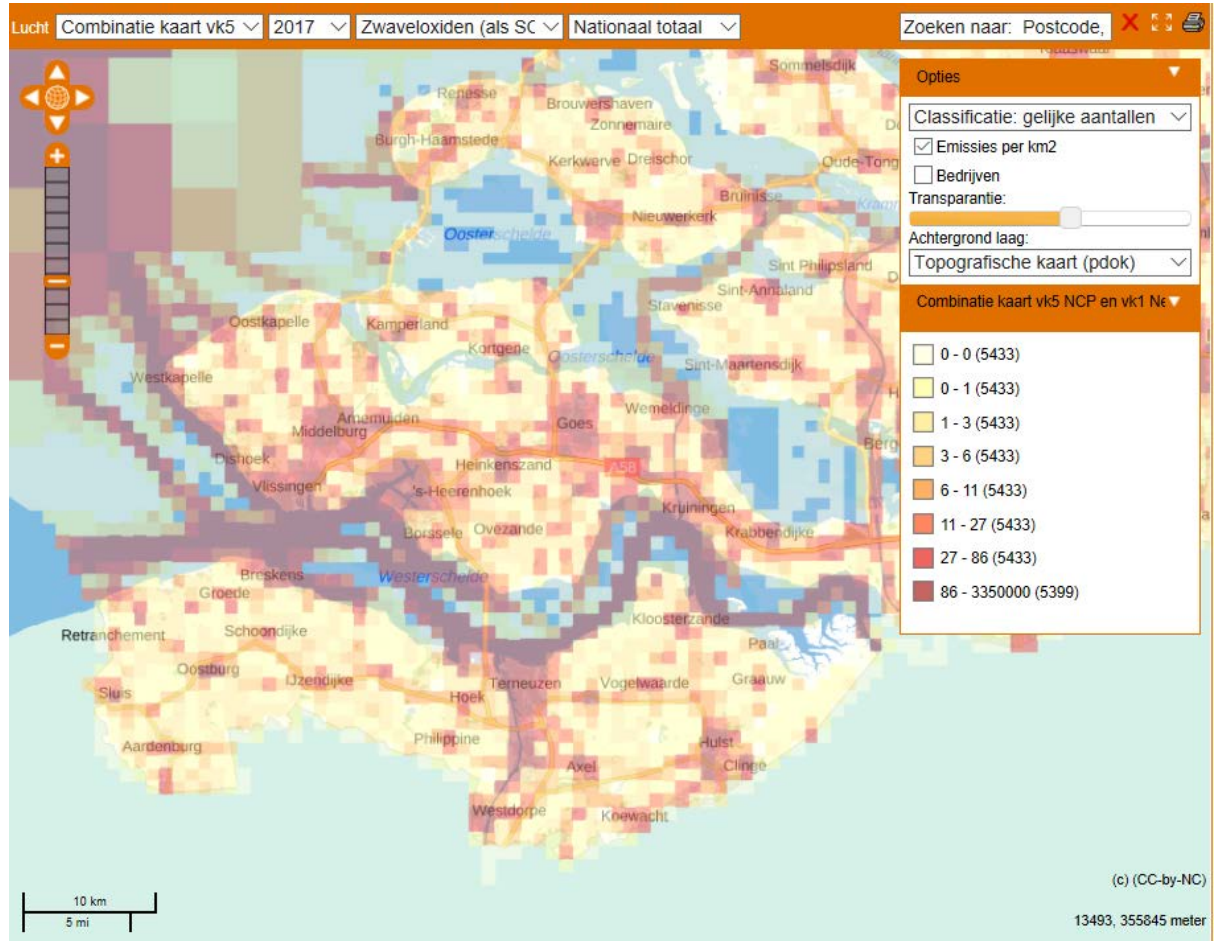 Lucht Combinatie kaart vk5 2017 Zwaveloxiden (als SC Nationaal totaal Zoeken naar: Postcode,
Opties
Classificatie: gelijke aantallen
Emissies per km2
Bedrijven
Transparantie:
Achtergrond laag:
Topografische kaart (pdok)
Combinatie kaart vk5 NCP en vk1 Ne
0 - 0 (5433)
0 - 1 (5433)
1 - 3 (5433)
3 - 6 (5433)
6 - 11 (5433)
11 - 27 (5433)
27 - 86 (5433)
86 - 3350000 (5399)
Sommelsdijk
Renesse
Brouwershaven
Zonnemaire
Burgh-Haamstede
Kerkwerve Dreischor
Oude-Tong
Bruinisse
Kramm
Nieuwerkerk
Oosterschelde
Sint Philipsland
Sint-Annaland
Stavenisse
Oostkapelle
Kamperland
Kortgene
Oosterschelde
Sint-Maartensdijk
Westkapelle
Wemeldinge
Arnemuiden
Middelburg
Goes
Berg
Dishoek
Heinkenszand
A58
Vlissingen
's-Heerenhoek
Kruiningen
Borssele
Ovezande
Krabbendijke
Breskens
Westerschelde
Groede
Kloosterzande
Retranchement
Schoondijke
Paal
Oostburg
IJzendijke
Terneuzen
Vogelwaarde
Graauw
Sluis
Hoek
Philippine
Hulst
Aardenburg
Axel
Clinge
Westdorpe
Koewacht
10 km
5 mi
(c) (CC-by-NC)
13493, 355845 meter